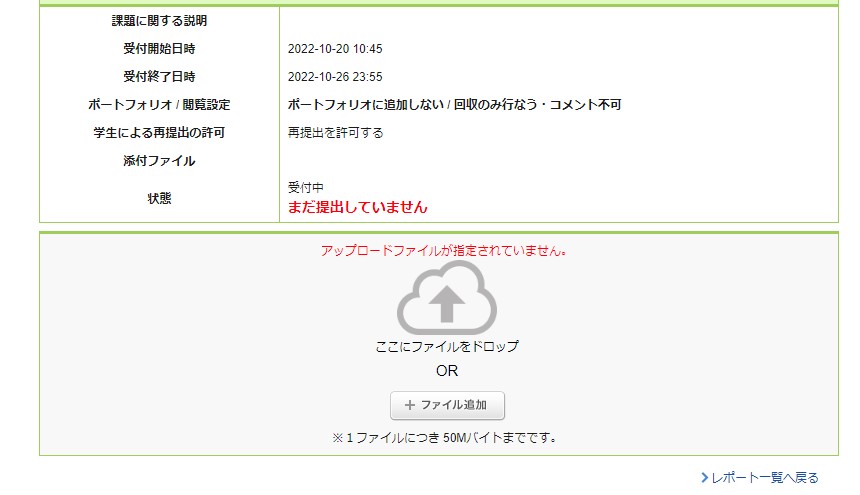 課題に関する説明
受付開始日時 2022-10-20 10:45
受付終了日時 2022-10-26 23:55
ポートフォリオ / 閲覧設定 ポートフォリオに追加しない / 回収のみ行なう・コメント不可
学生による再提出の許可 再提出を許可する
添付ファイル
状態 受付中
まだ提出していません
アップロードファイルが指定されていません。
ここにファイルをドロップ
OR
+ ファイル追加
※ 1 ファイルにつき 50Mバイトまでです。
レポート一覧へ戻る